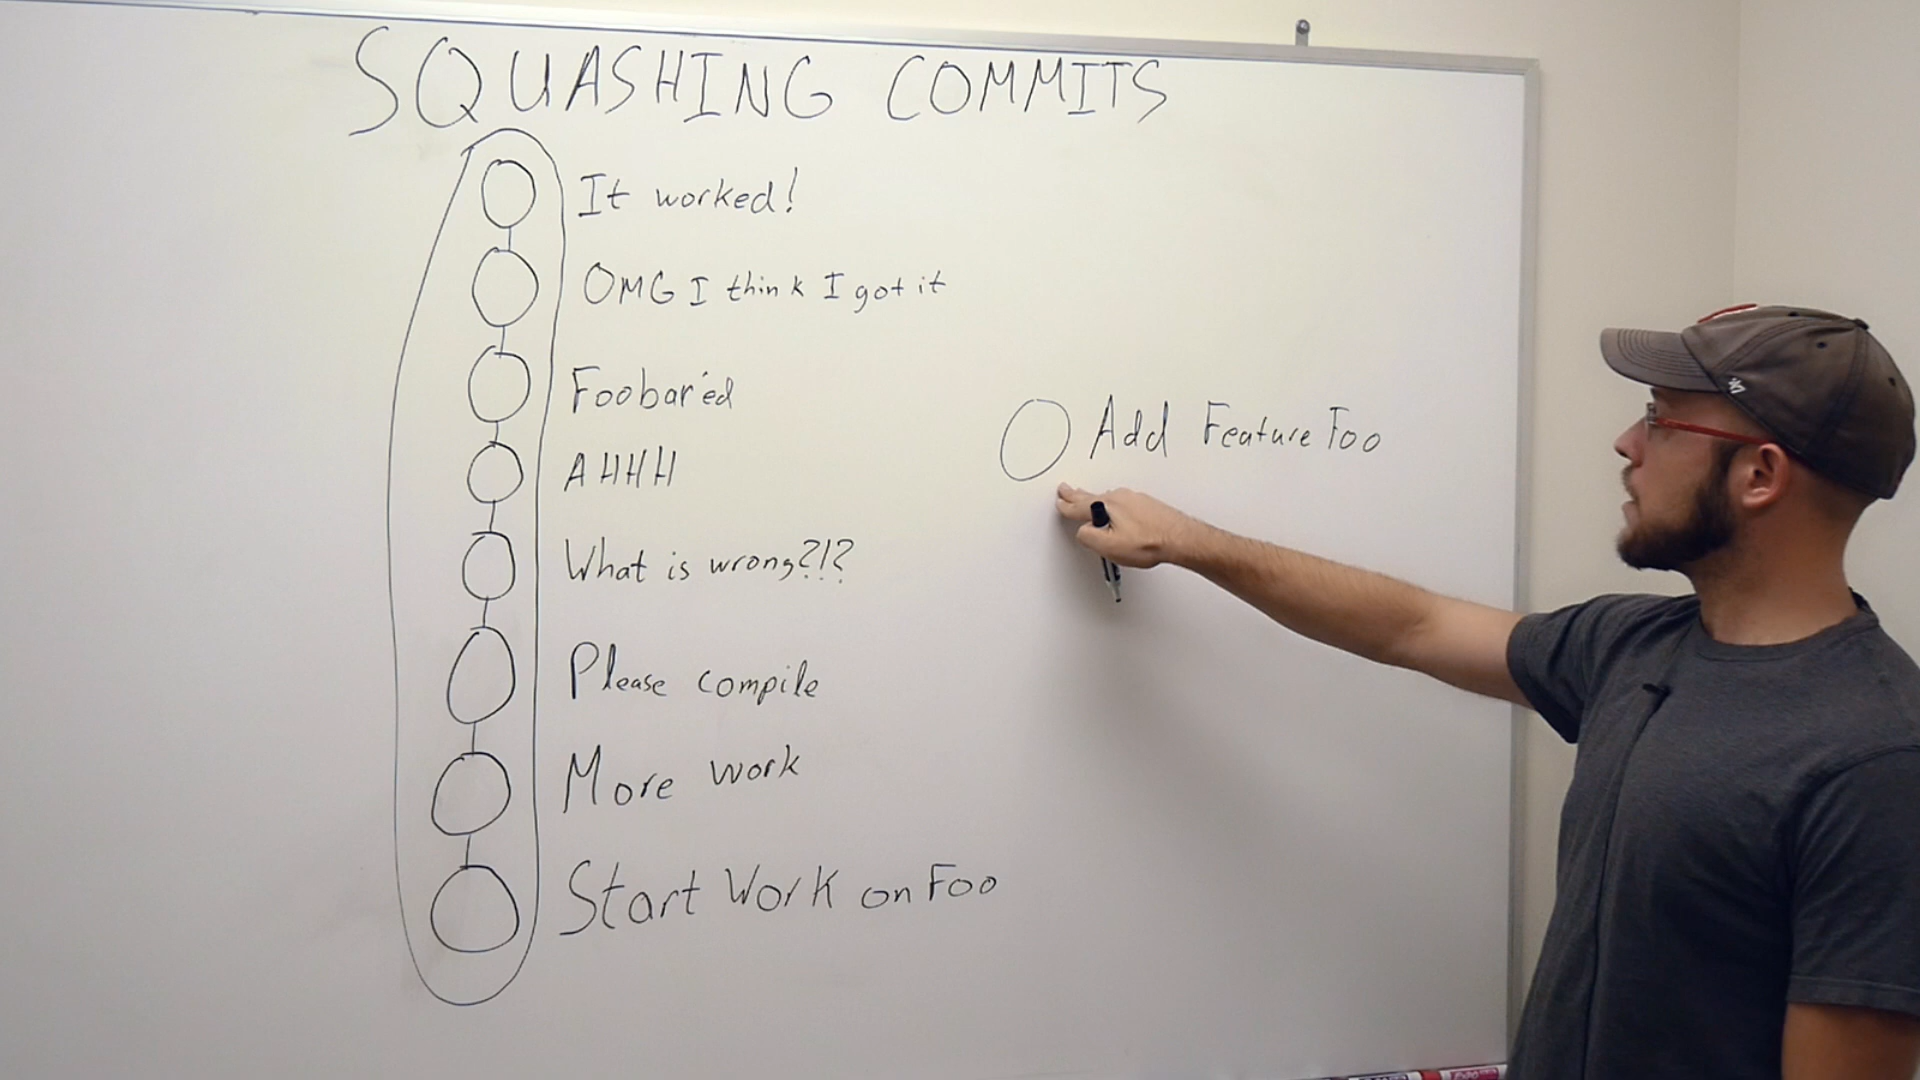 SQUASHING COMMITS
It worked!
OMG I think I got it
Foobar'ed
AHHH
What is wrong?!?
Please compile
More work
Start Work on Foo
Add Feature Foo